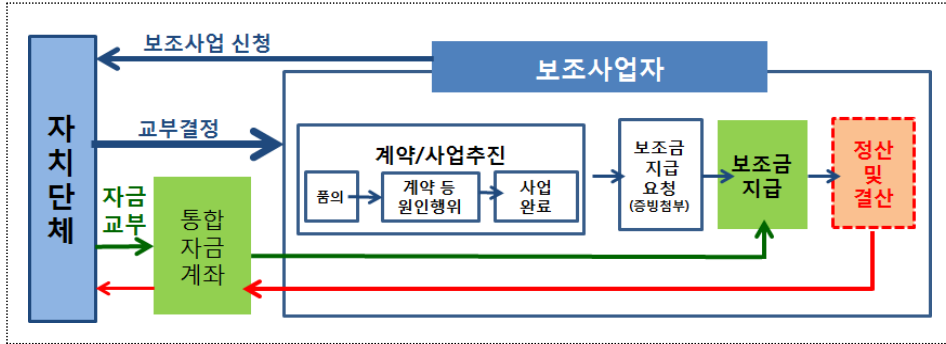 보조사업 신청
보조사업자
자
치
단
체
교부결정
자금
교부
통합
자금
계좌
계약/사업추진
품의
계약 등
원인행위
사업
완료
보조금
지급
요청
(증빙첨부)
보조금
지급
정산
및
결산